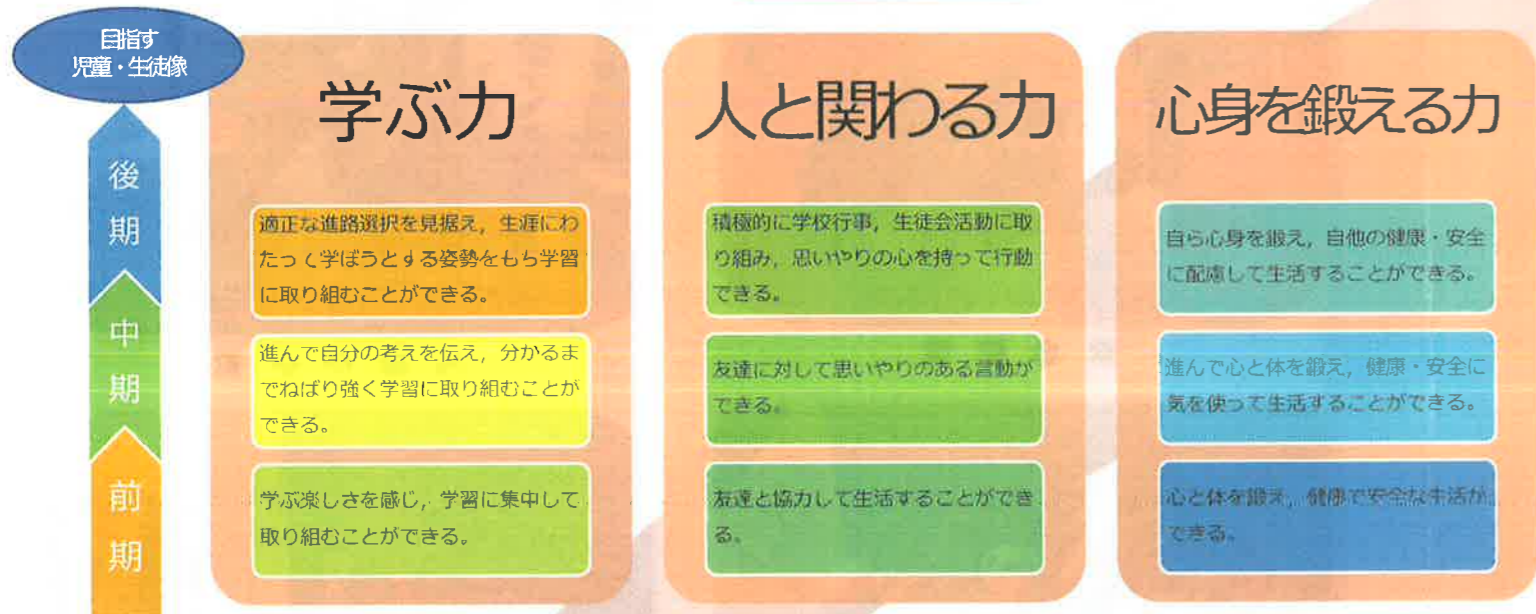 目指す
児童・生徒像
後
期
中
期
前
期
学ぶ力
適正な進路選択を見据え，生涯にわ
たって学ぼうとする姿勢をもち学習
に取り組むことができる。
進んで自分の考えを伝え，分かるま
でねばり強く学習に取り組むことが
できる。
学ぶ楽しさを感じ，学習に集中して
取り組むことができる。
人と関わる力
積極的に学校行事，生徒会活動に取
り組み，思いやりの心を持って行動
できる。
友達に対して思いやりのある言動が
できる。
友達と協力して生活することができ
る。
心身を鍛える力
自ら心身を鍛え，自他の健康・安全
に配慮して生活することができる。
進んで心と体を鍛え，健康・安全に
気を使って生活することができる。
心と体を鍛え，健康で安全な生活が
できる。